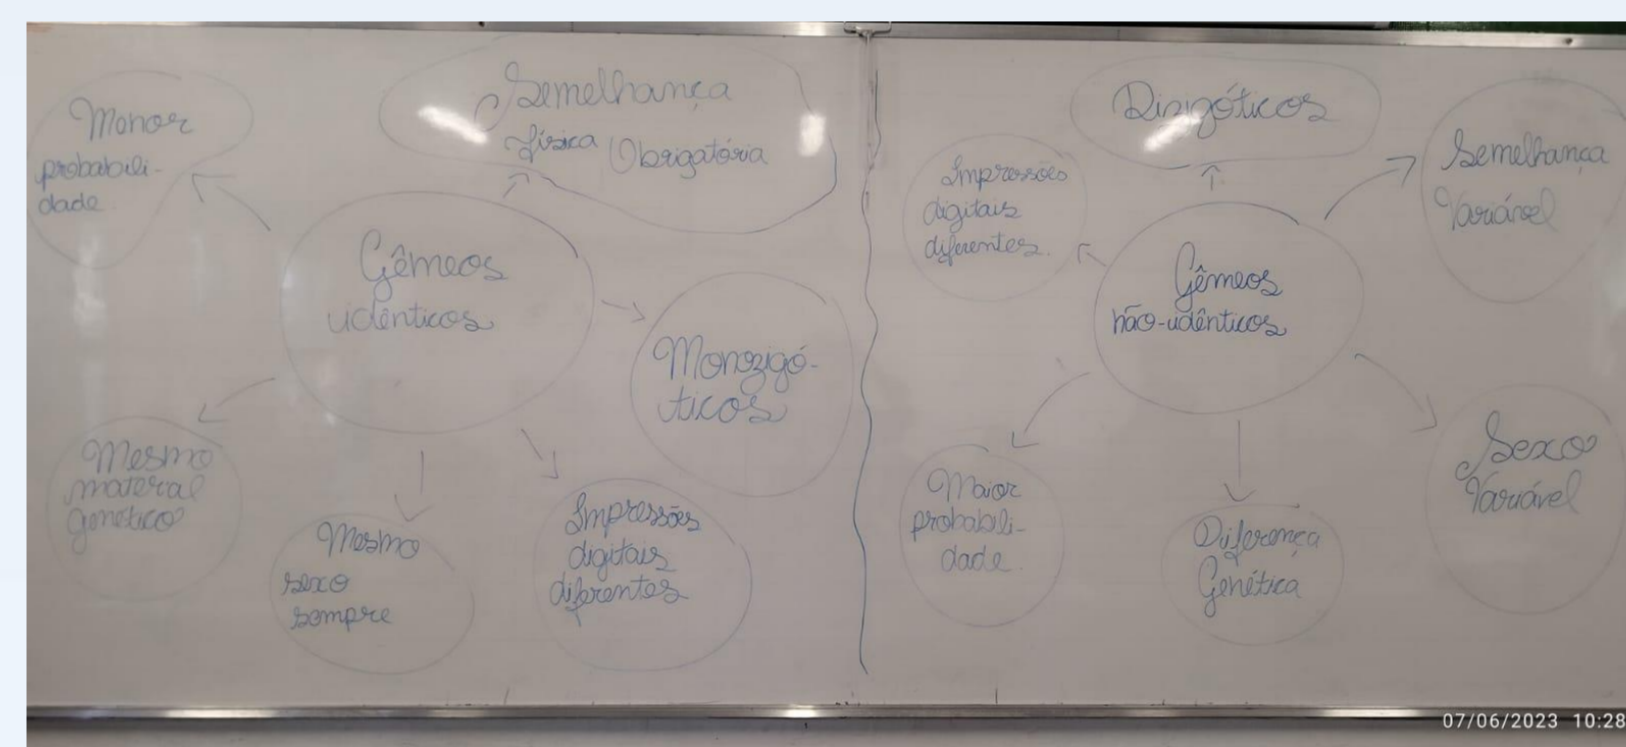 Menor
probabili-
dade.
Semelhança
física Obrigatória
Gêmeos
idênticos
Monozigó-
ticos
Mesmo
material
genético
Mesmo
sexo
sempre
Impressões
digitais
diferentes
Dizigóticos
Impressões
digitais
diferentes.
Semelhança
Variável
Gêmeos
não-idênticos
Maior
probabili-
dade.
Diferença
Genética
Sexo
Variável
07/06/2023 10:28